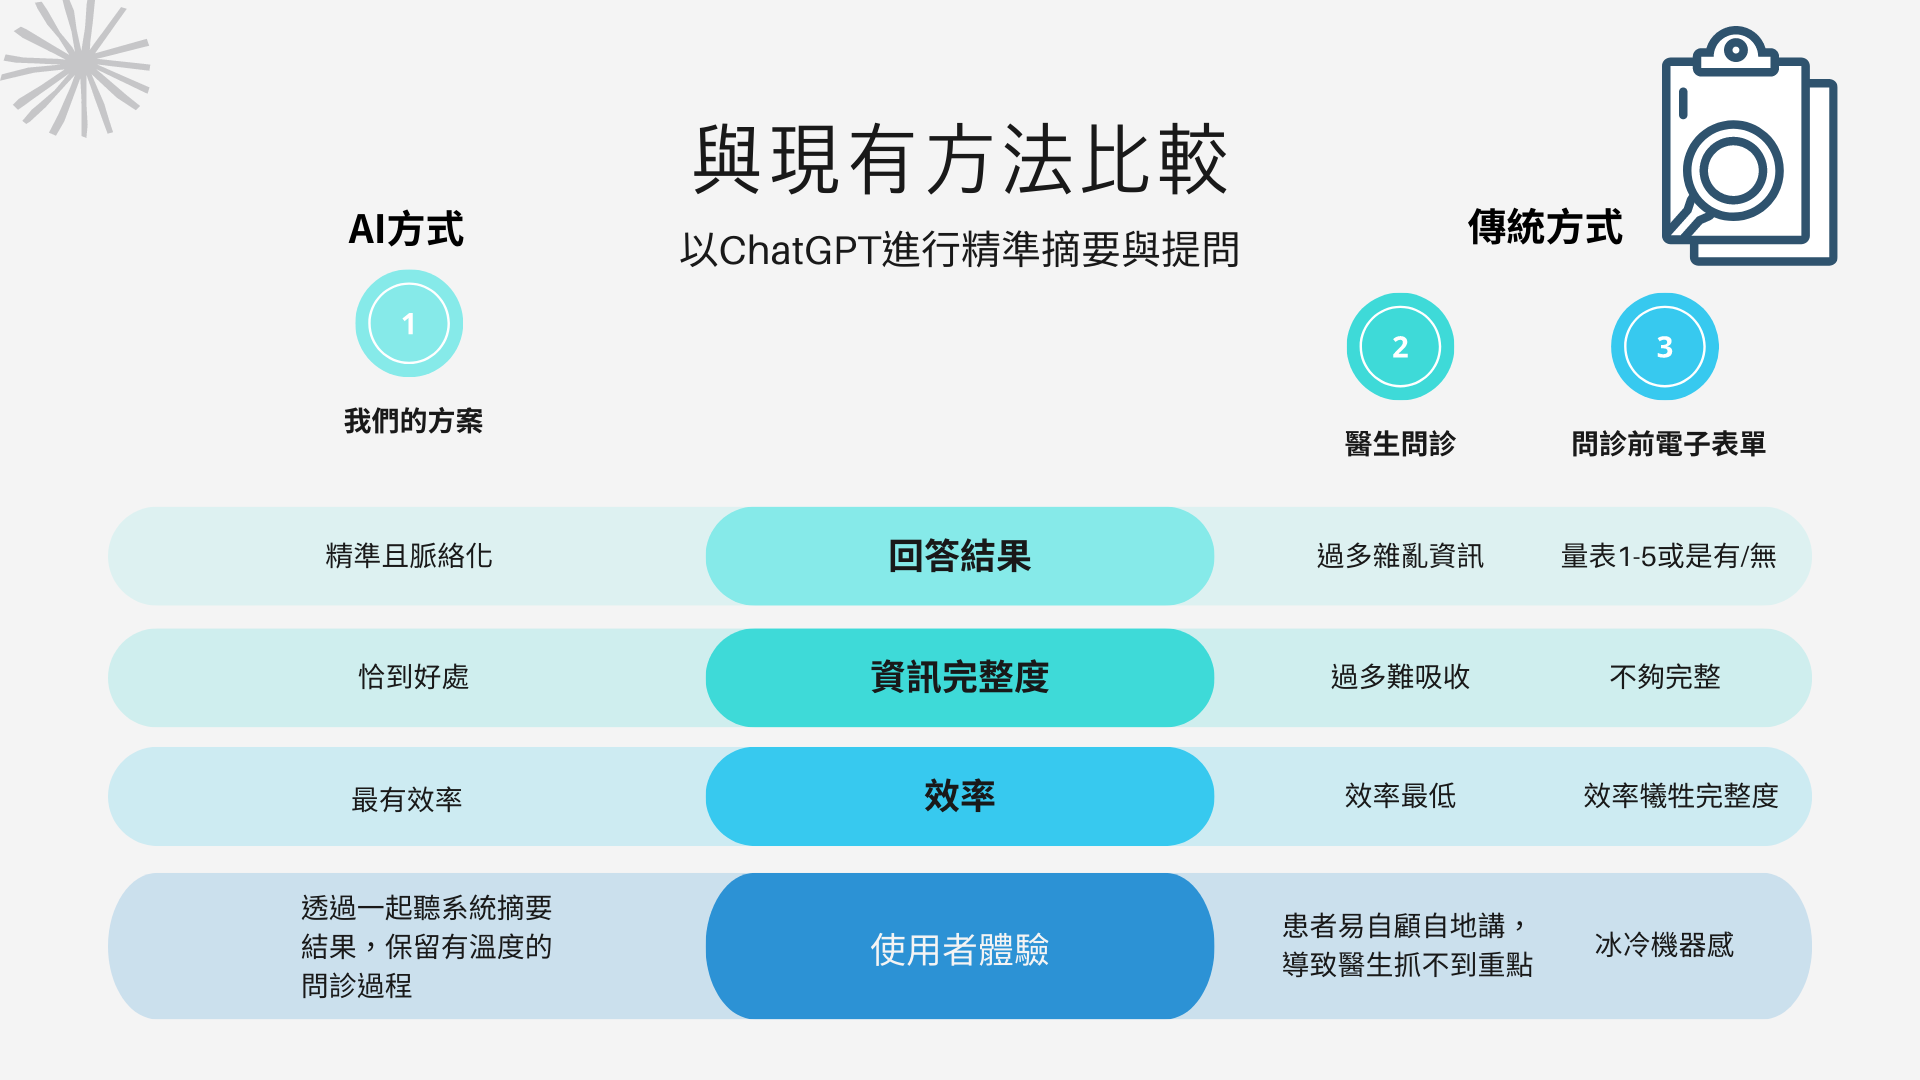 與現有方法比較
以ChatGPT進行精準摘要與提問
AI方式
1
我們的方案
傳統方式
2
3
醫生問診
問診前電子表單
精準且脈絡化
回答結果
過多雜亂資訊
量表1-5或是有/無
恰到好處
資訊完整度
過多難吸收
不夠完整
最有效率
效率
效率最低
效率犧牲完整度
透過一起聽系統摘要
結果，保留有溫度的
問診過程
使用者體驗
患者易自顧自地講，
導致醫生抓不到重點
冰冷機器感